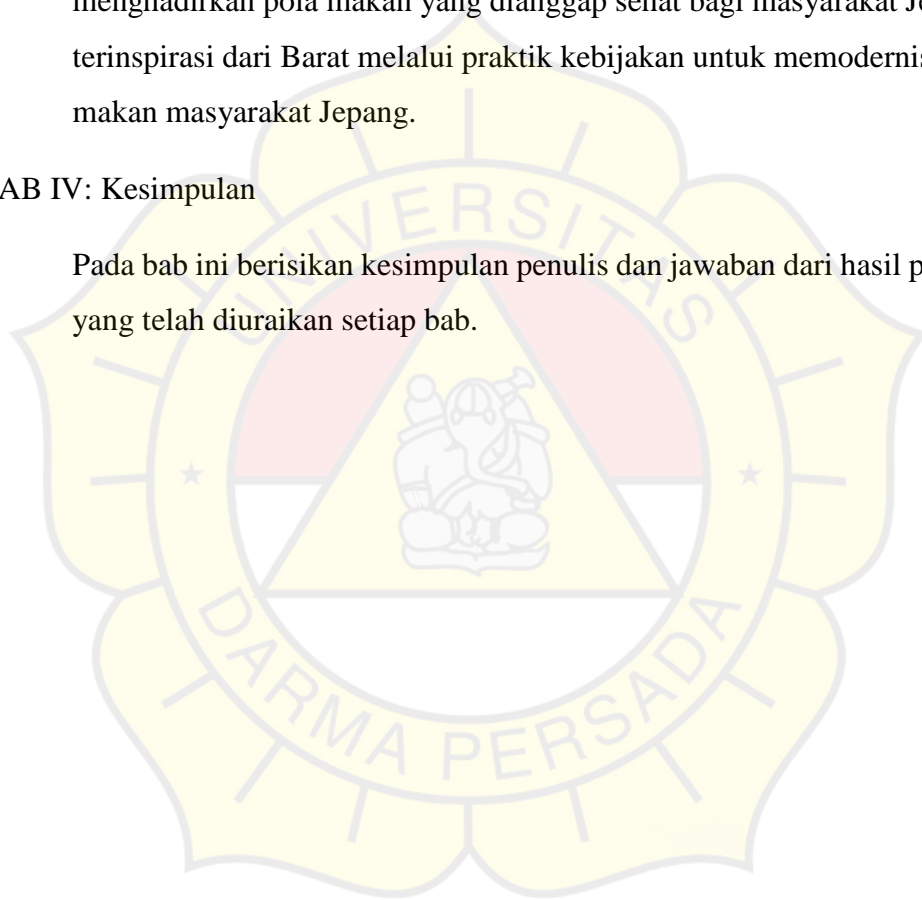 menghadirkan pola makan yang dianggap sehat bagi masyarakat
terinspirasi dari Barat melalui praktik kebijakan untuk
makan masyarakat Jepang.
AB IV: Kesimpulan
Pada bab ini berisikan kesimpulan penulis dan jawaban dari hasil
yang telah diuraikan setiap bab.
UNIVERSITAS
DARMA PERSADA